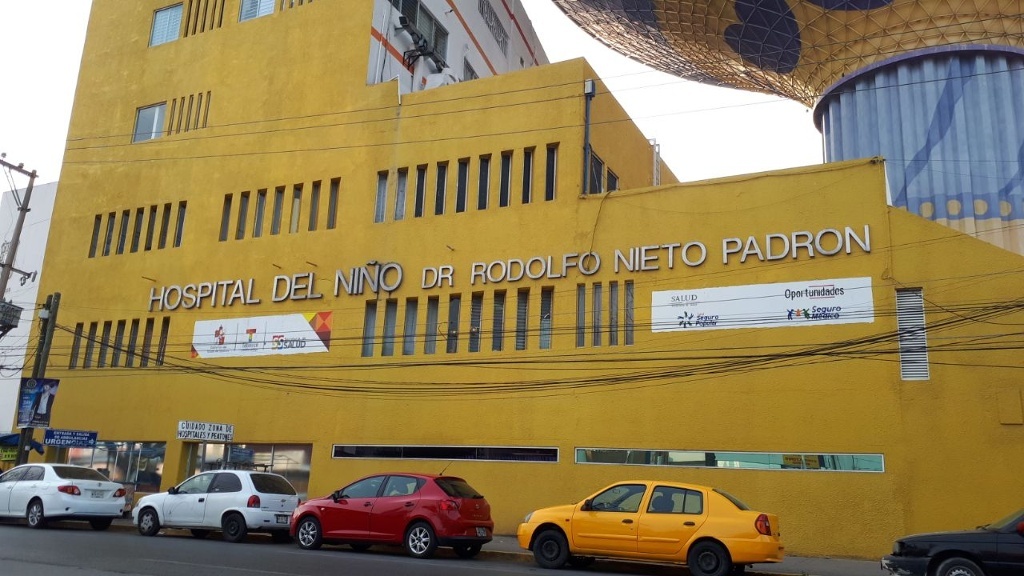 HOSPITAL DEL NIÑO DR RODOLFO NIETO PADRON
SALUD
Oportunidades
Seguro Popular
Seguro Médico
SALUD
CUIDADO ZONA DE
HOSPITALES Y PEATONES
ENTRADA Y SALIDA
DE AMBULANCIAS
URGENCIAS